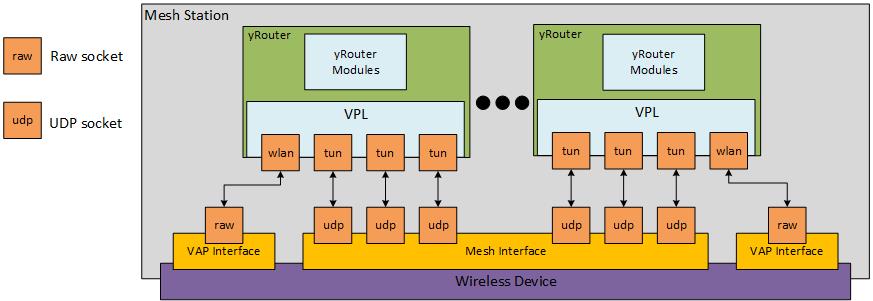 Mesh Station
raw
Raw socket
udp
UDP socket
yRouter
yRouter
Modules
VPL
wlan
tun
tun
tun
yRouter
yRouter
Modules
VPL
tun
tun
tun
wlan
raw
udp
udp
udp
udp
udp
udp
raw
VAP Interface
Mesh Interface
VAP Interface
Wireless Device